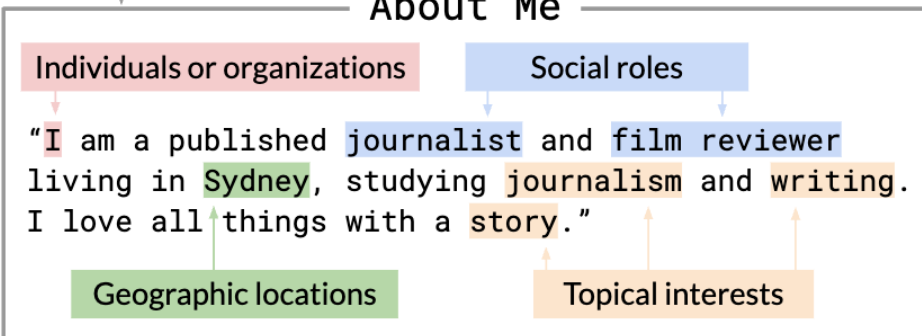 About Me
Individuals or organizations
Social roles
“I am a published journalist and film reviewer
living in Sydney, studying journalism and writing.
I love all things with a story.”
Geographic locations
Topical interests